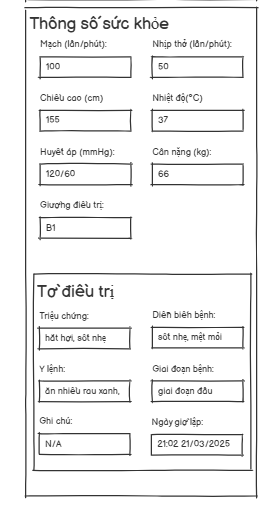 Thông số sức khỏe
Mạch (lần/phút): Nhịp thở (lần/phút):
100 50
Chiều cao (cm) Nhiệt độ(°C)
155 37
Huyết áp (mmHg): Cân nặng (kg):
120/60 66
Giường điều trị:
B1
Tờ điều trị
Triệu chứng: Diễn biến bệnh:
hắt hơi, sốt nhẹ sốt nhẹ, mệt mỏi
Y lệnh: Giai đoạn bệnh:
ăn nhiều rau xanh, giai đoạn đầu
Ghi chú: Ngày giờ lập:
N/A 21:02 21/03/2025